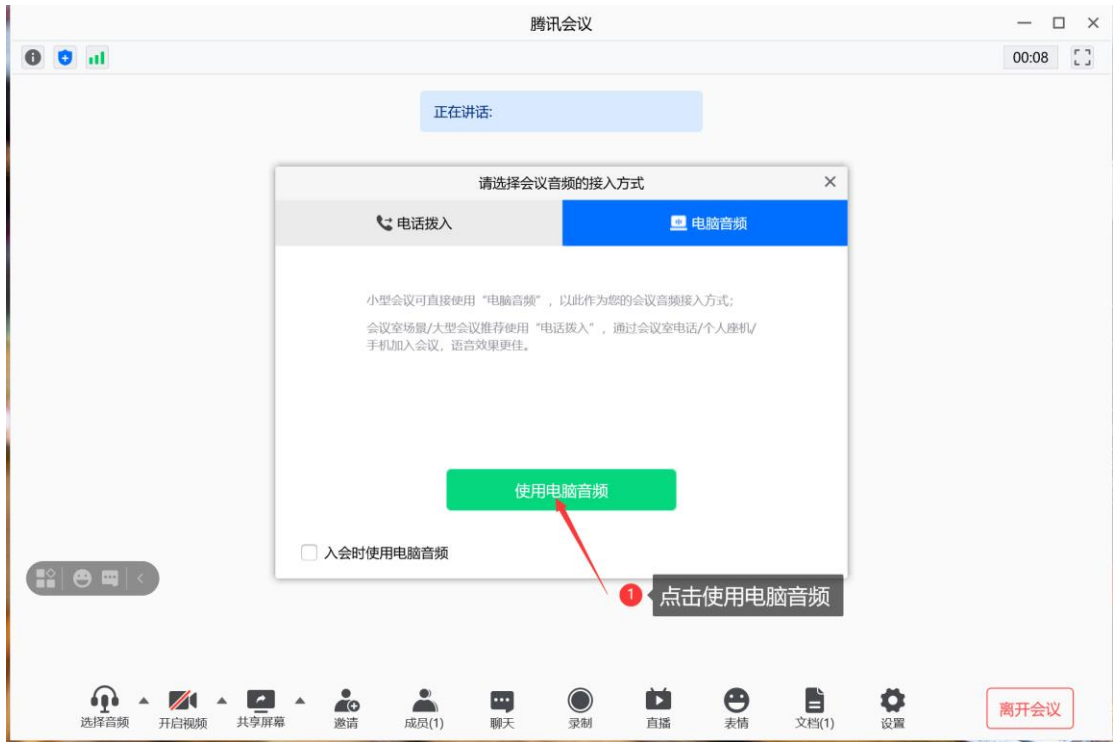 腾讯会议
00:08
正在讲话:
请选择会议音频的接入方式
电话拨入
电脑音频
小型会议可直接使用“电脑音频”，以此作为您的会议音频接入方式;
会议室场景/大型会议推荐使用“电话拨入”，通过会议室电话/个人座机/
手机加入会议, 语音效果更佳。
使用电脑音频
入会时使用电脑音频
1 点击使用电脑音频
选择音频
开启视频
共享屏幕
邀请
成员(1)
聊天
录制
直播
表情
文档(1)
设置
离开会议